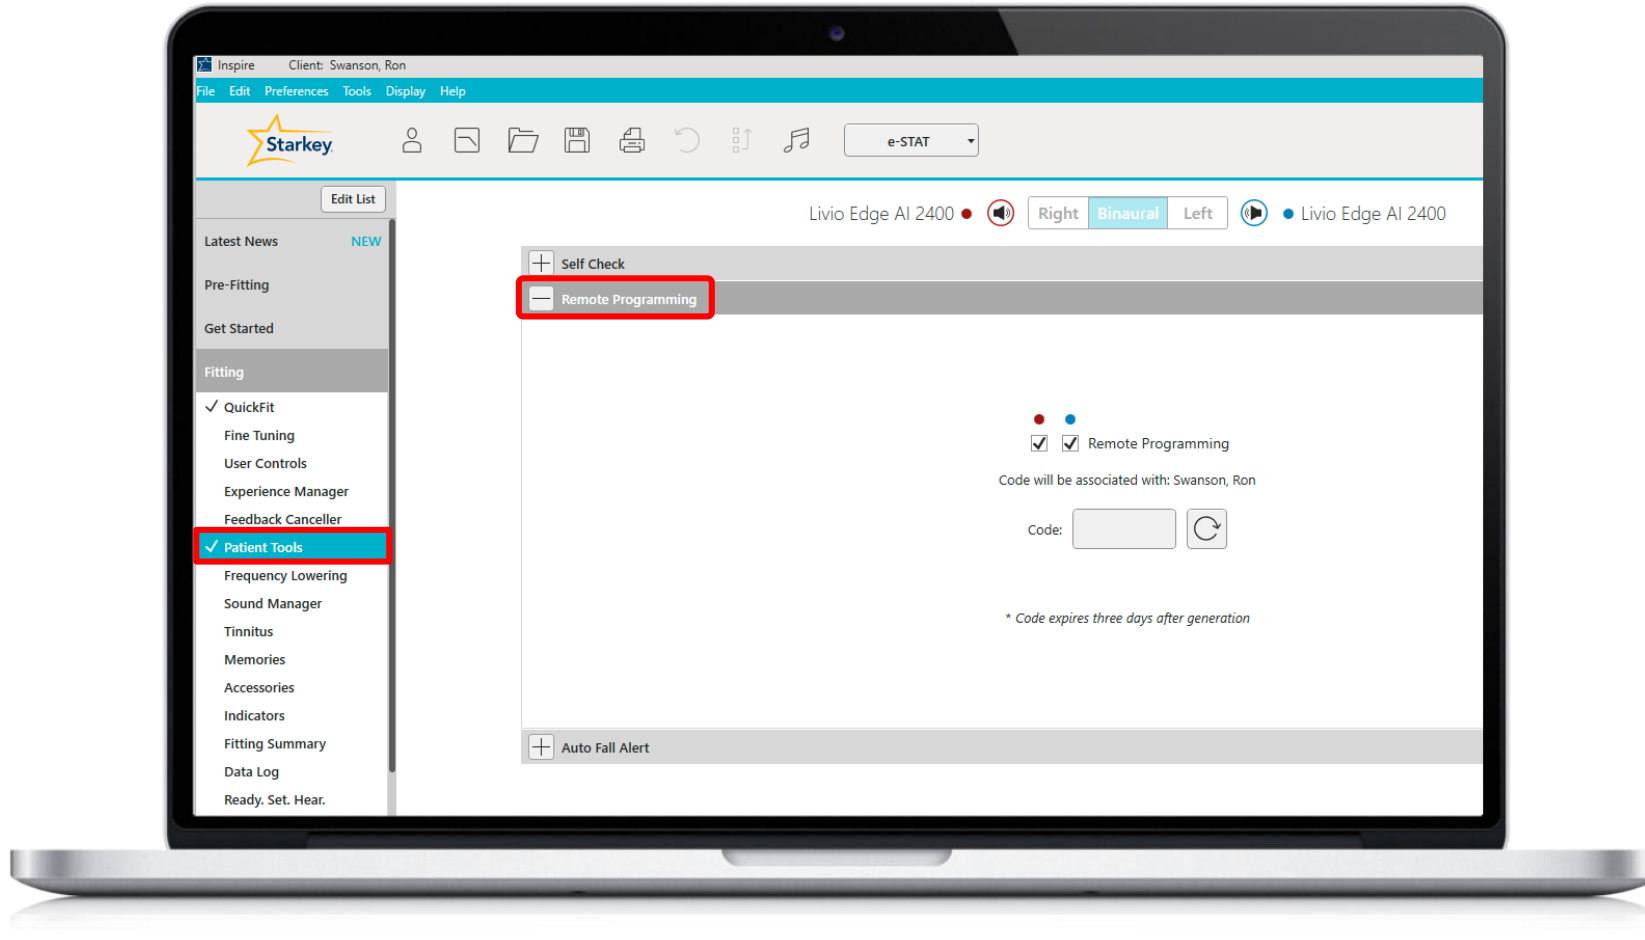 Inspire Client: Swanson, Ron
File Edit Preferences Tools Display Help
Starkey
e-STAT
Edit List
Latest News NEW
Pre-Fitting
Get Started
Fitting
QuickFit
Fine Tuning
User Controls
Experience Manager
Feedback Canceller
Patient Tools
Frequency Lowering
Sound Manager
Tinnitus
Memories
Accessories
Indicators
Fitting Summary
Data Log
Ready. Set. Hear.
Livio Edge AI 2400 Right Binaural Left Livio Edge AI 2400
Self Check
Remote Programming
Remote Programming
Code will be associated with: Swanson, Ron
Code:
* Code expires three days after generation
Auto Fall Alert